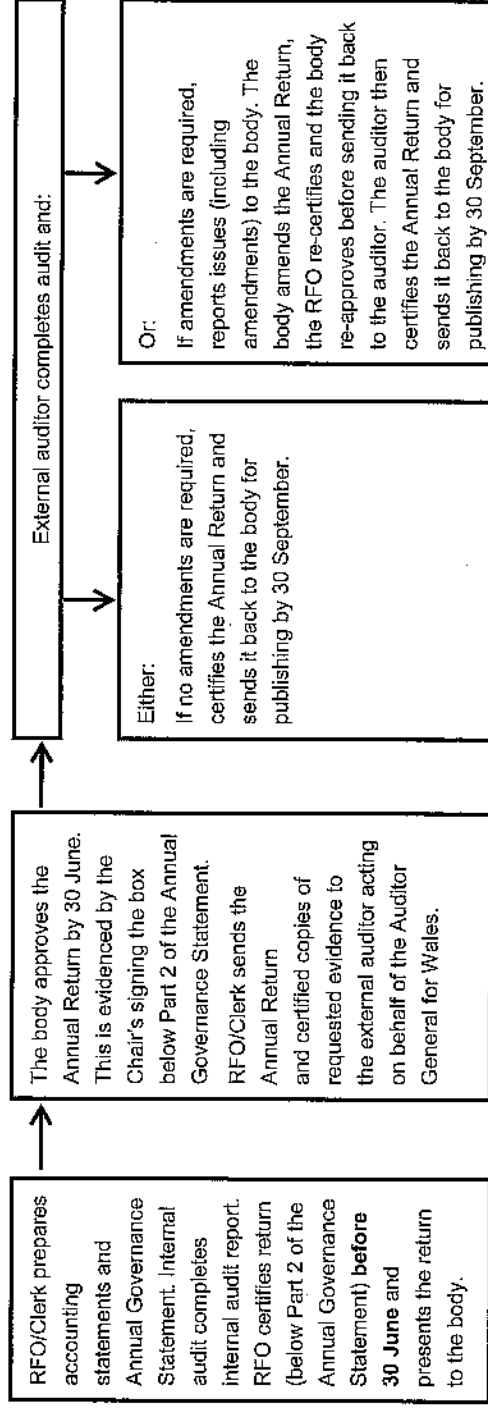 RFO/Clerk prepares
accounting
statements and
Annual Governance
Statement. Internal
audit completes
internal audit report.
RFO certifies return
(below Part 2 of the
Annual Governance
Statement) before
30 June and
presents the return
to the body.
The body approves the
Annual Return by 30 June.
This is evidenced by the
Chair's signing the box
below Part 2 of the Annual
Governance Statement.
RFO/Clerk sends the
Annual Return
and certified copies of
requested evidence to
the external auditor acting
on behalf of the Auditor
General for Wales.
External auditor completes audit and:
Either:
If no amendments are required,
certifies the Annual Return and
sends it back to the body for
publishing by 30 September.
Or:
If amendments are required,
reports issues (including
amendments) to the body. The
body amends the Annual Return,
the RFO re-certifies and the body
re-approves before sending it back
to the auditor. The auditor then
certifies the Annual Return and
sends it back to the body for
publishing by 30 September.